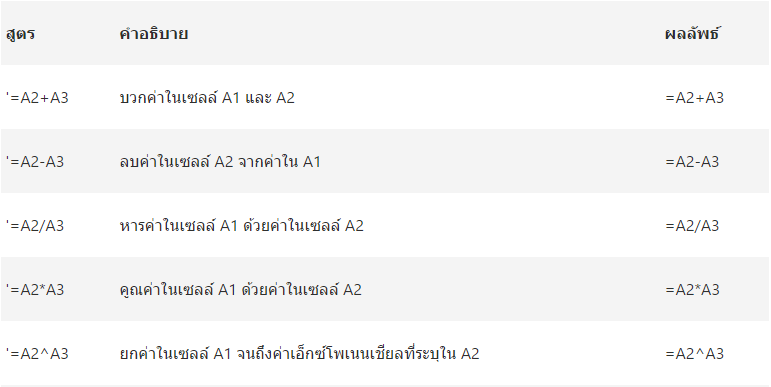 สูตร คำอธิบาย ผลลัพธ์
'=A2+A3 บวกค่าในเซลล์ A1 และ A2 =A2+A3
'=A2-A3 ลบค่าในเซลล์ A2 จากค่าใน A1 =A2-A3
'=A2/A3 หารค่าในเซลล์ A1 ด้วยค่าในเซลล์ A2 =A2/A3
'=A2*A3 คูณค่าในเซลล์ A1 ด้วยค่าในเซลล์ A2 =A2*A3
'=A2^A3 ยกค่าในเซลล์ A1 จนถึงค่าเอ็กซ์โพเนนเชียลที่ระบุใน A2 =A2^A3